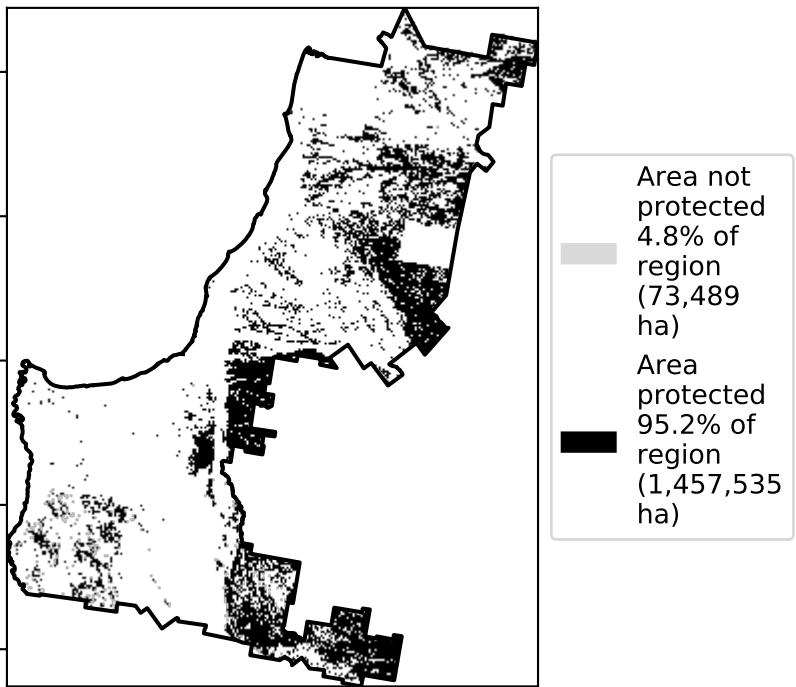 Area not
protected
4.8% of
region
(73,489
ha)
Area
protected
95.2% of
region
(1,457,535
ha)